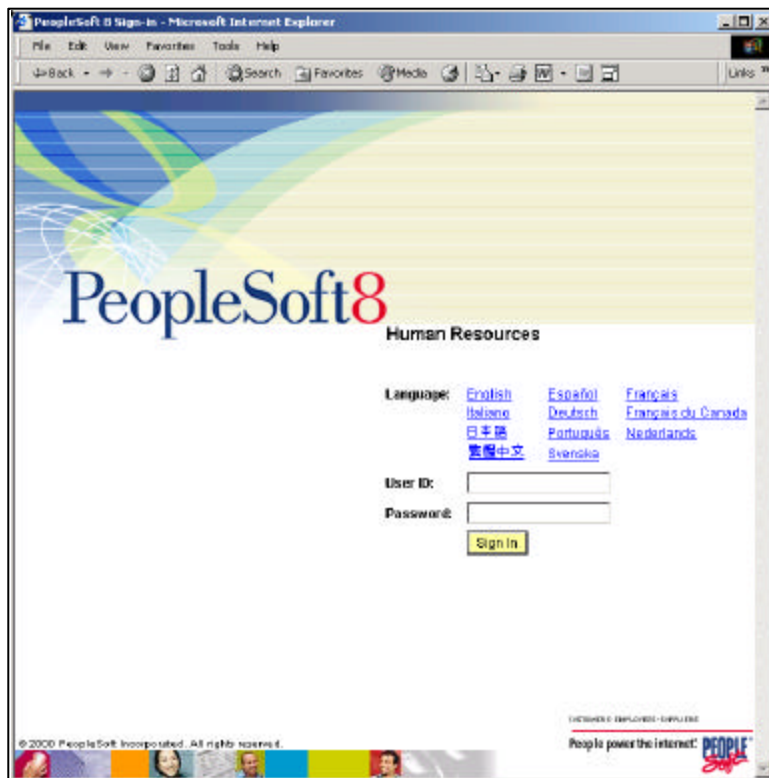 PeopleSoft 8 Sign-in - Microsoft Internet Explorer
File Edit View Favorites Tools Help
Back Search Favorites Media Links
PeopleSoft8
Human Resources
Language: English Español Français
Italiano Deutsch Français du Canada
日本語 Português Nederlands
繁體中文 Svenska
User ID:
Password:
Sign In
CUSTOMERS EMPLOYEES SUPPLIERS
© 2000 PeopleSoft Incorporated. All rights reserved.
People power the internet.
PEOPLE
Soft